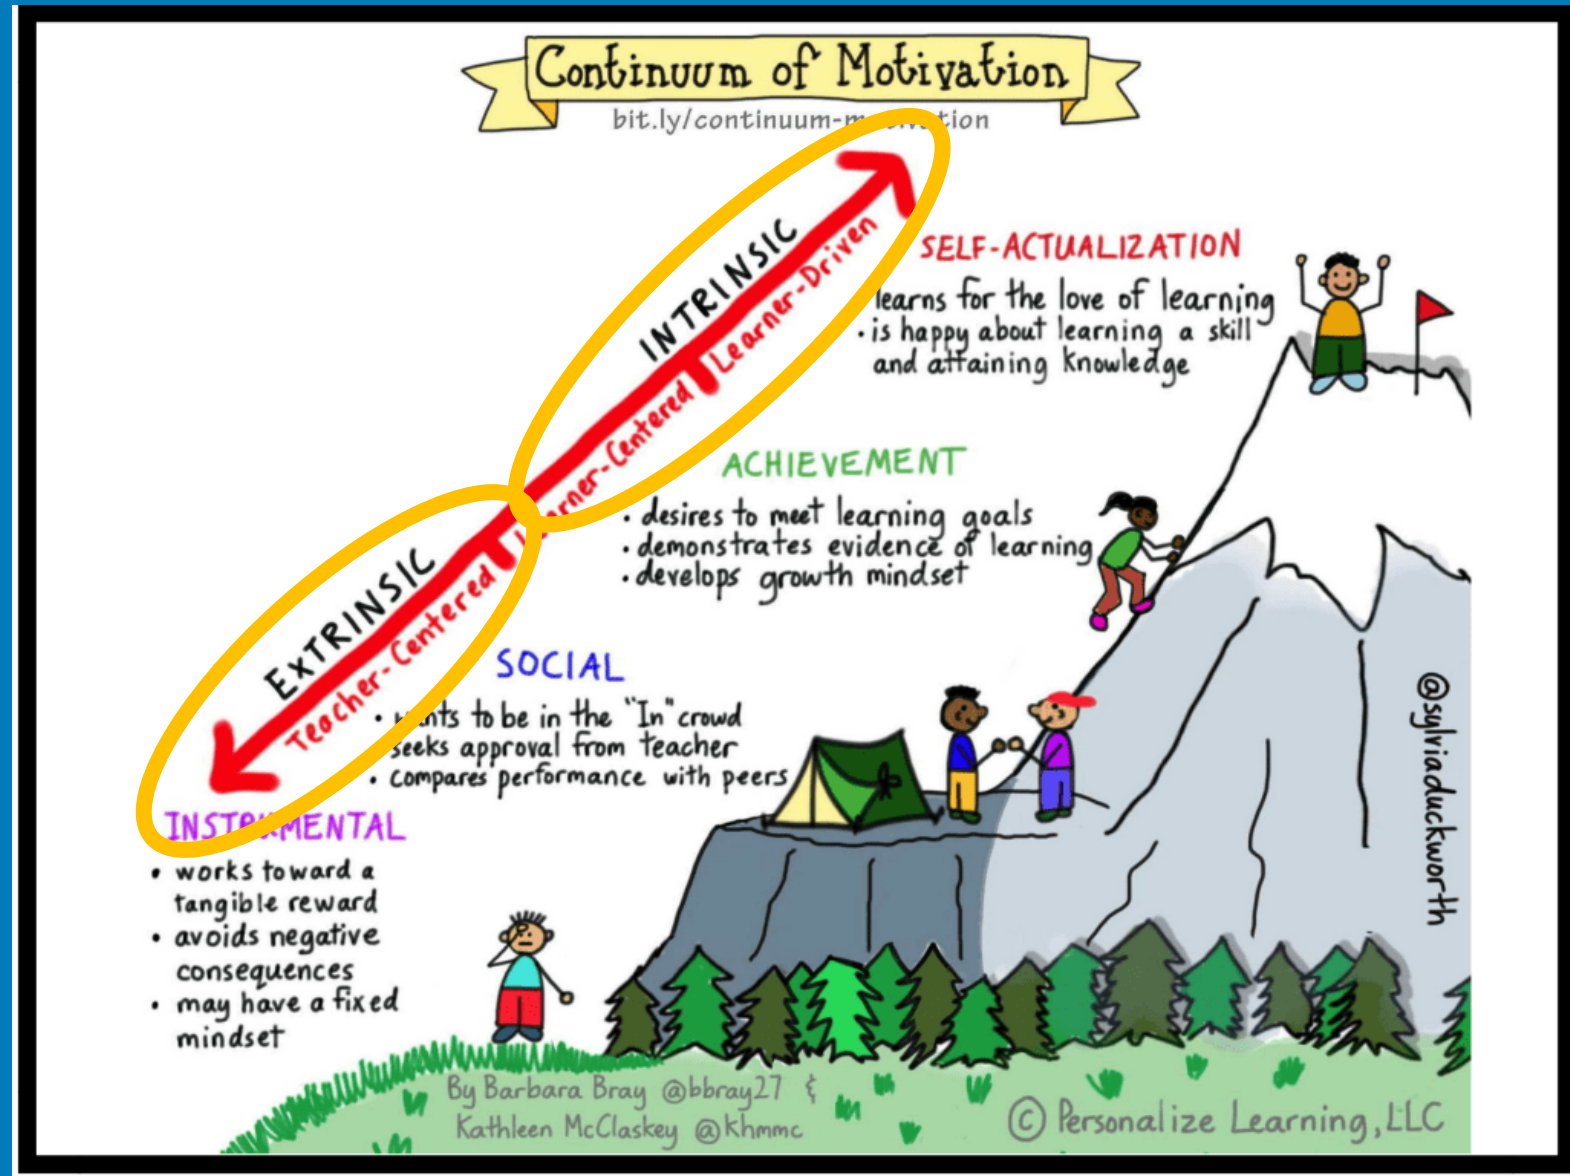 Continuum of Motivation
bit.ly/continuum-motivation
INTRINSIC
Learner-Driven
Learner-Centered
EXTRINSIC
Teacher-Centered
SELF-ACTUALIZATION
learns for the love of learning
• is happy about learning a skill
and attaining knowledge
ACHIEVEMENT
• desires to meet learning goals
• demonstrates evidence of learning
• develops growth mindset
SOCIAL
• wants to be in the "In" crowd
seeks approval from teacher
• compares performance with peers
INSTRUMENTAL
• works toward a
tangible reward
• avoids negative
consequences
• may have a fixed
mindset
@sylviaduckworth
By Barbara Bray @bbray27 &
Kathleen McClaskey @khmmc
© Personalize Learning, LLC